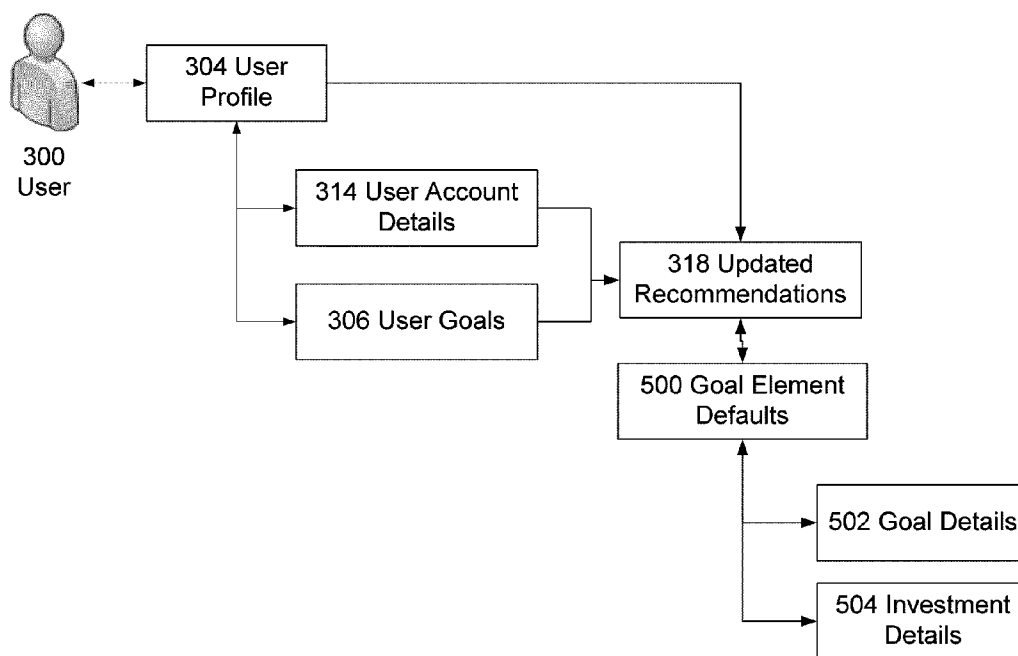 304 User
Profile
300
User
314 User Account
Details
306 User Goals
318 Updated
Recommendations
500 Goal Element
Defaults
502 Goal Details
504 Investment
Details